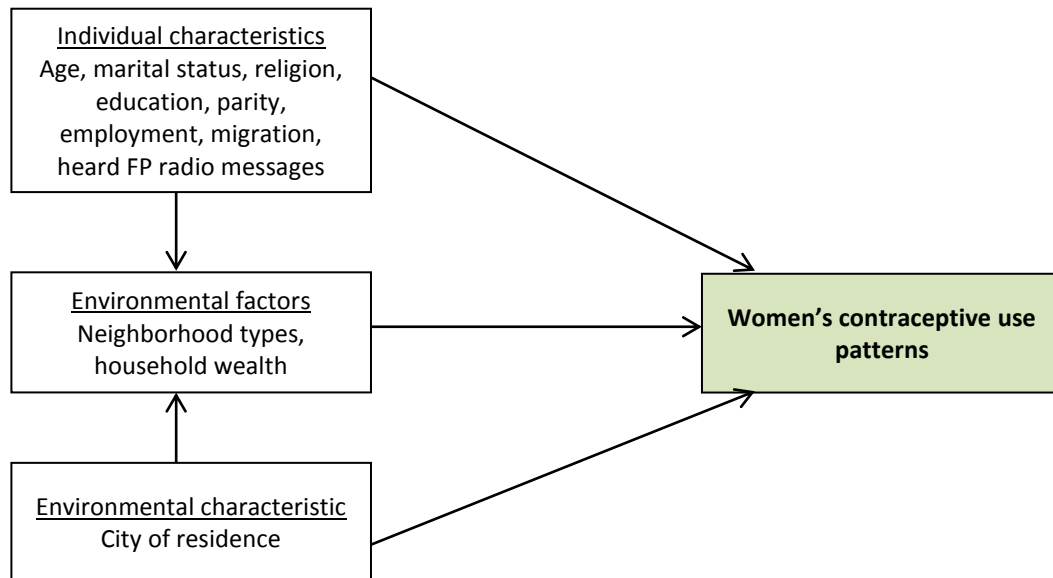 Individual characteristics
Age, marital status, religion,
education, parity,
employment, migration,
heard FP radio messages
Environmental factors
Neighborhood types,
household wealth
Women’s contraceptive use
patterns
Environmental characteristic
City of residence